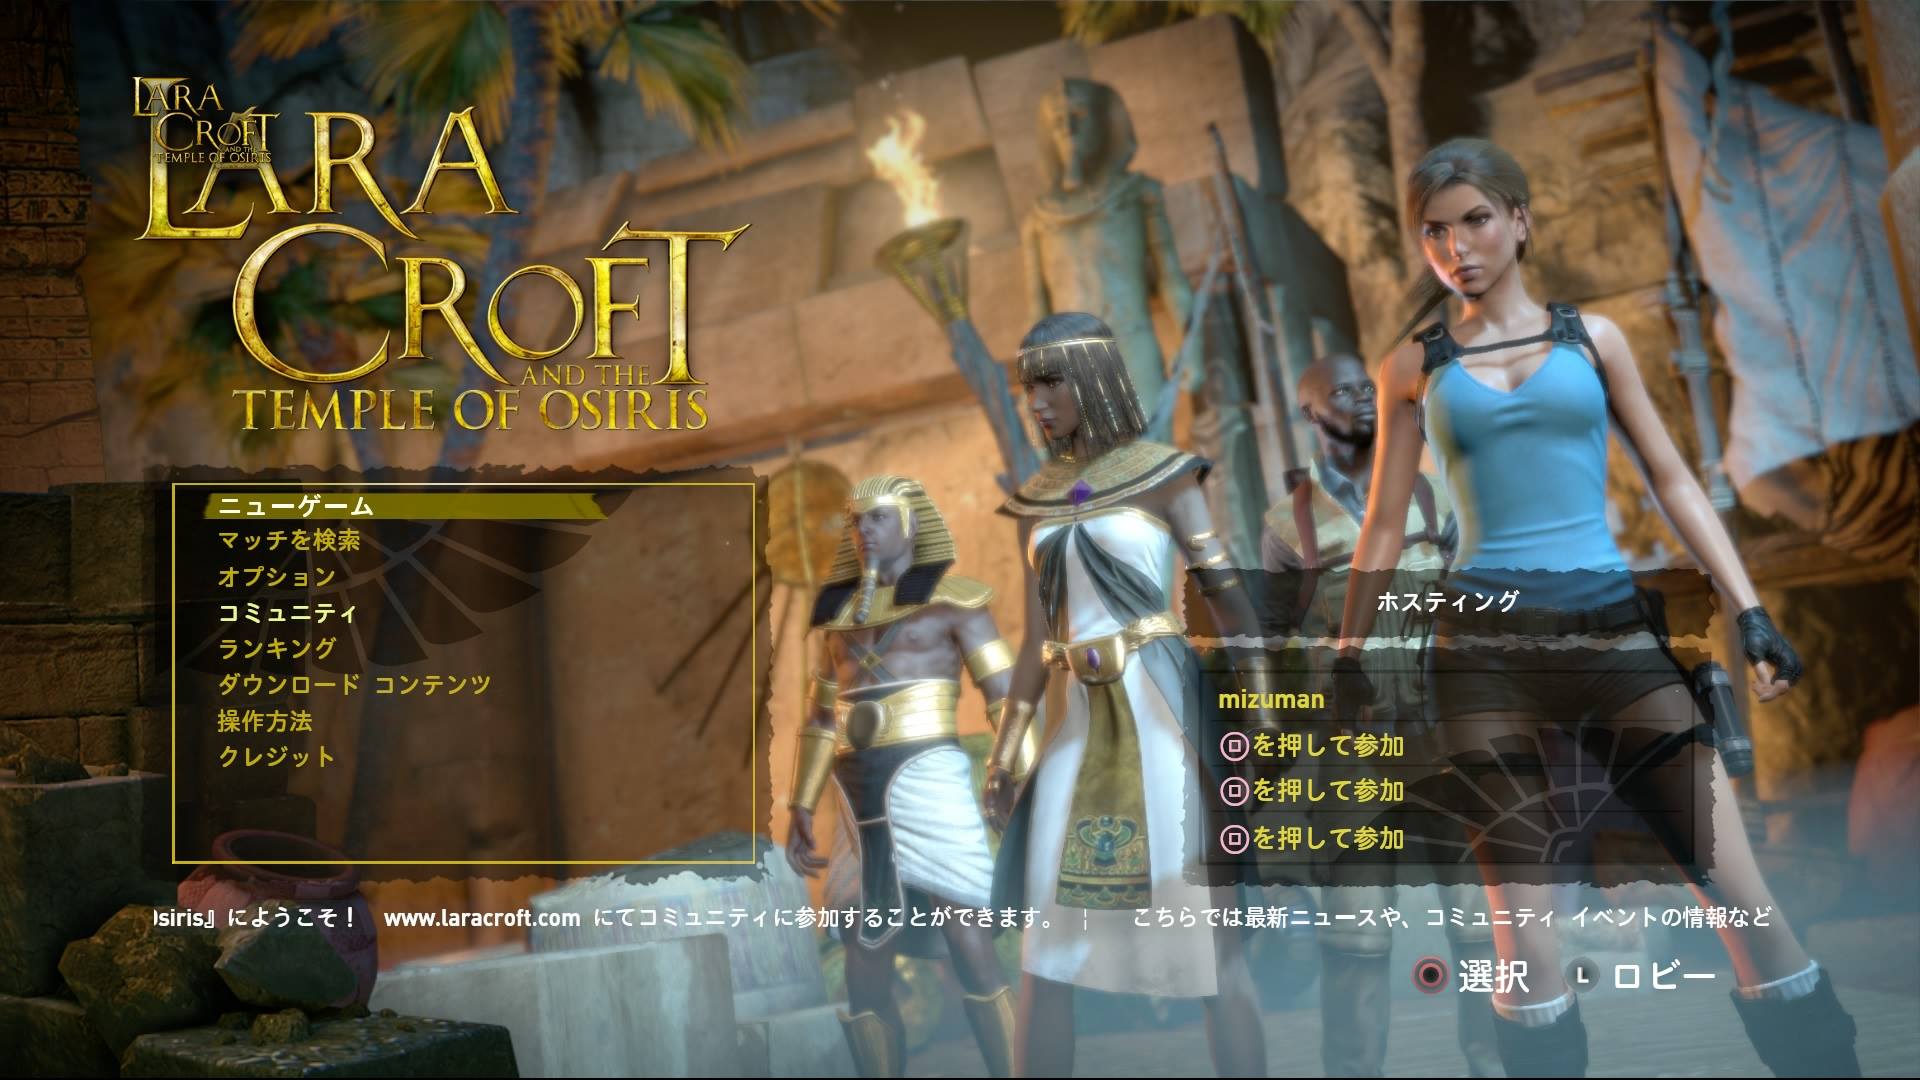 LARA
CROFT
AND THE
TEMPLE OF OSIRIS
LARA
CROFT
AND THE
TEMPLE OF OSIRIS
ニューゲーム
マッチを検索
オプション
コミュニティ
ランキング
ダウンロード コンテンツ
操作方法
クレジット
ホスティング
mizuman
を押して参加
を押して参加
を押して参加
siris』にようこそ！ www.laracroft.com にてコミュニティに参加することができます。 ¦ こちらでは最新ニュースや、コミュニティ イベントの情報など
選択 L ロビー